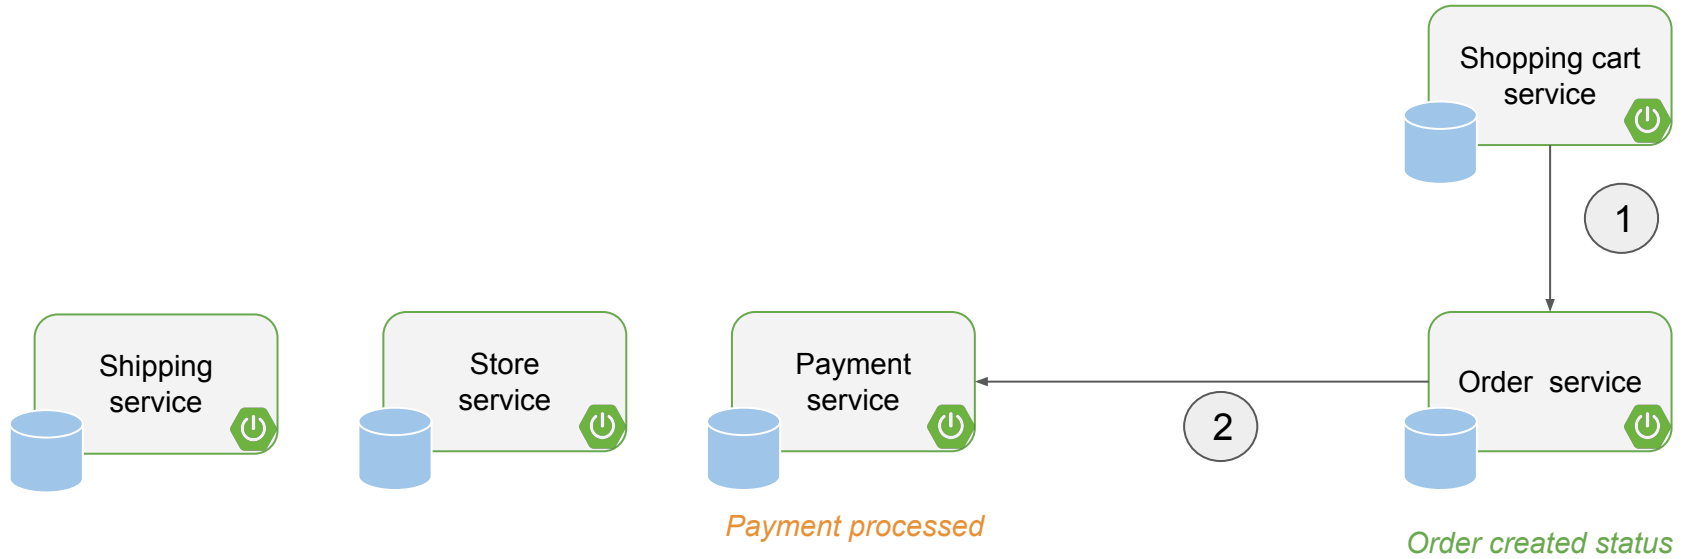 Shopping cart
service
1
Shipping
service
Store
service
Payment
service
Order  service
2
Payment processed
Order created status